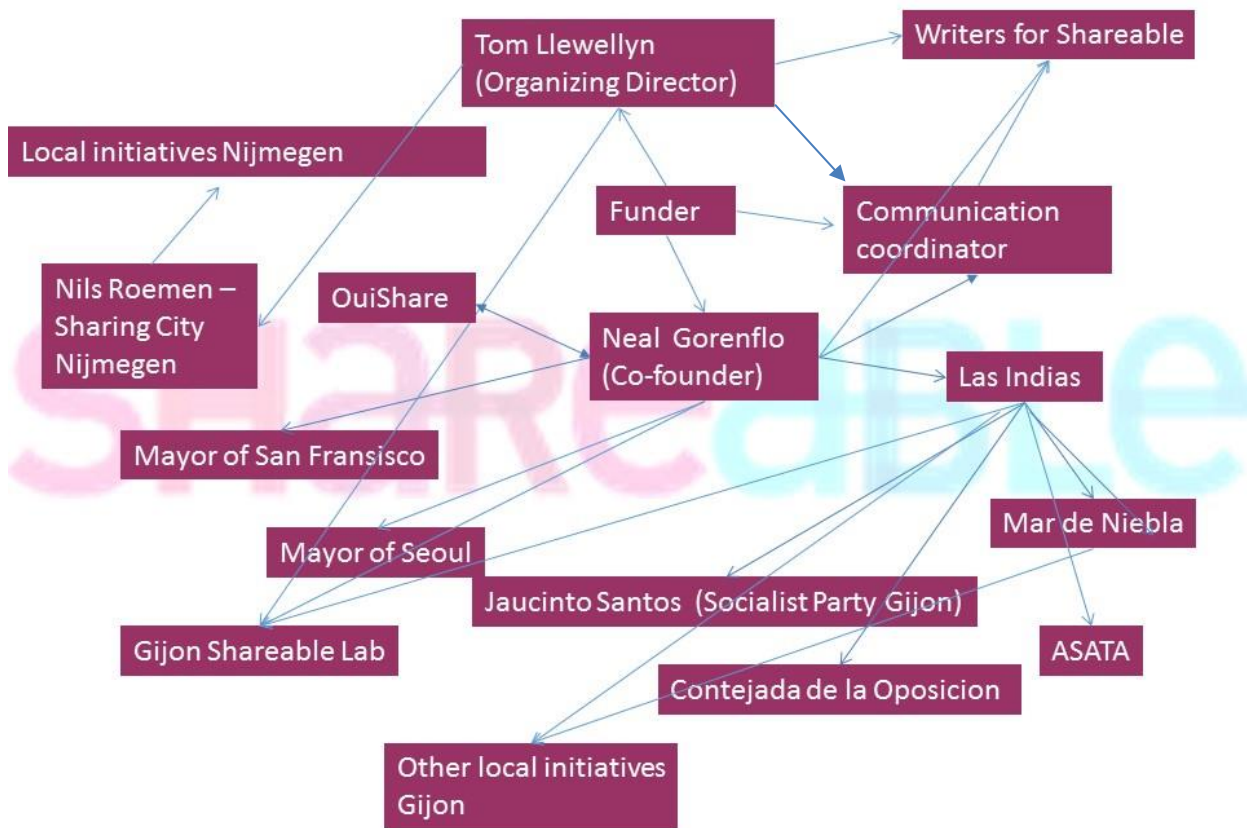 Tom Llewellyn
(Organizing Director)
Writers for Shareable
Local initiatives Nijmegen
Funder
Communication
coordinator
Nils Roemen –
Sharing City
Nijmegen
OuiShare
Neal Gorenflo
(Co-founder)
Las Indias
SHAReABLe
Mayor of San Fransisco
Mar de Niebla
Mayor of Seoul
Jaucinto Santos (Socialist Party Gijon)
Gijon Shareable Lab
ASATA
Contejada de la Oposicion
Other local initiatives
Gijon